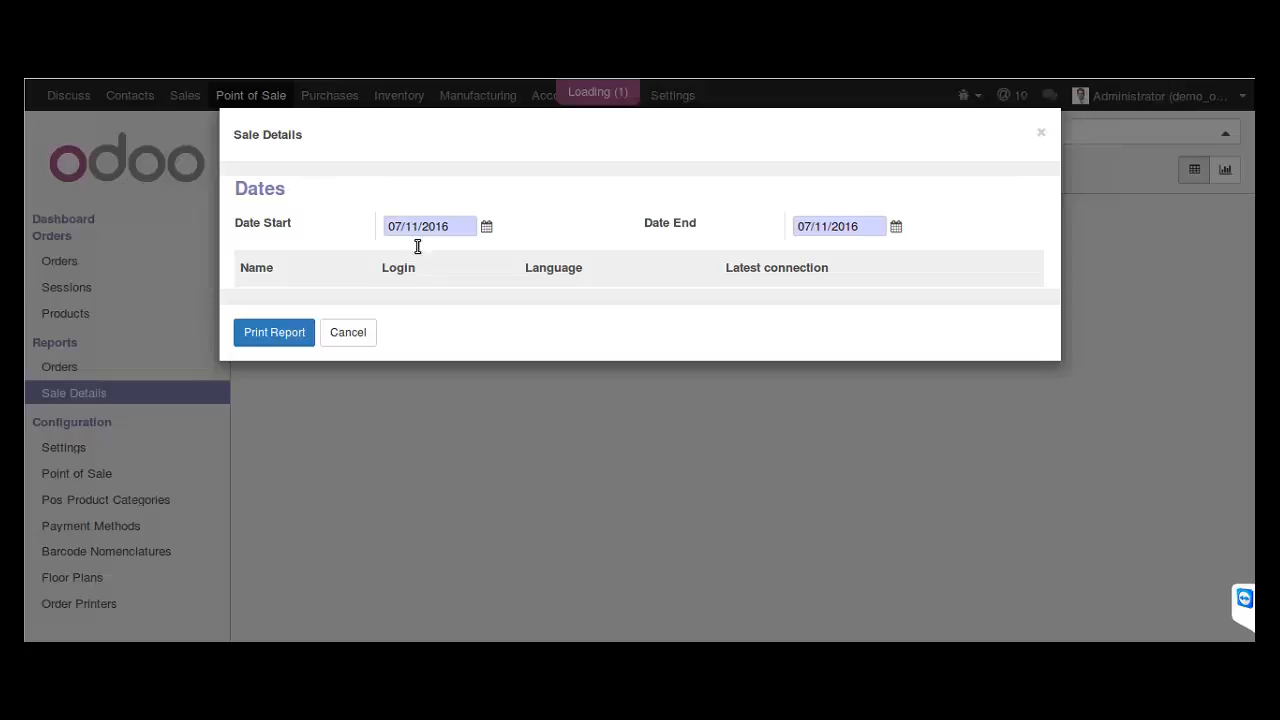 Discuss Contacts Sales Point of Sale Purchases Inventory Manufacturing Acco Loading (1) Settings @ 10 Administrator (demo_o...
odoo
Sale Details ×
Dates
Date Start 07/11/2016 Date End 07/11/2016
Name Login Language Latest connection
Print Report Cancel
Dashboard
Orders
Orders
Sessions
Products
Reports
Orders
Sale Details
Configuration
Settings
Point of Sale
Pos Product Categories
Payment Methods
Barcode Nomenclatures
Floor Plans
Order Printers